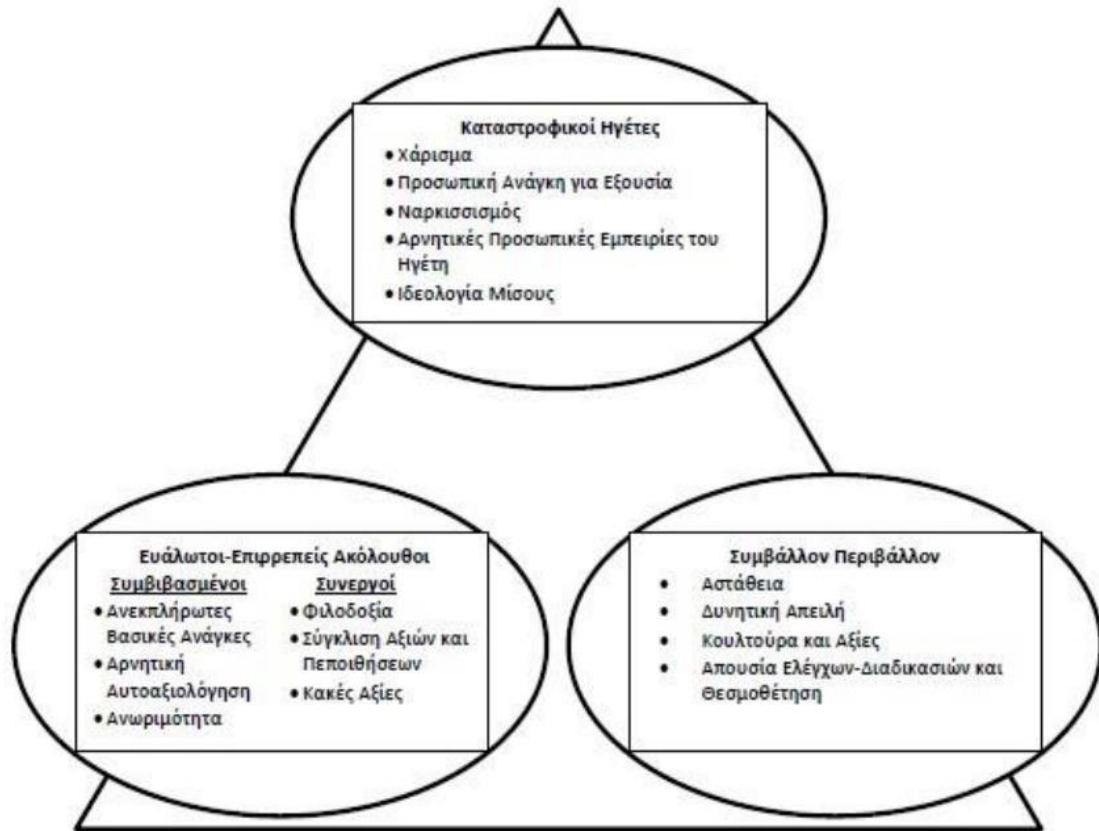 Καταστροφικοί Ηγέτες
• Χάρισμα
• Προσωπική Ανάγκη για Εξουσία
• Ναρκισσισμός
• Αρνητικές Προσωπικές Εμπειρίες του
Ηγέτη
• Ιδεολογία Μίσους
Ευάλωτοι-Επιρρεπείς Ακόλουθοι
Συμβιβασμένοι
• Ανεκπλήρωτες
Βασικές Ανάγκες
• Αρνητική
Αυτοαξιολόγηση
• Ανωριμότητα
Συνεργοί
• Φιλοδοξία
• Σύγκλιση Αξιών και
Πεποιθήσεων
• Κακές Αξίες
Συμβάλλον Περιβάλλον
• Αστάθεια
• Δυνητική Απειλή
• Κουλτούρα και Αξίες
• Απουσία Ελέγχων-Διαδικασιών και
Θεσμοθέτηση